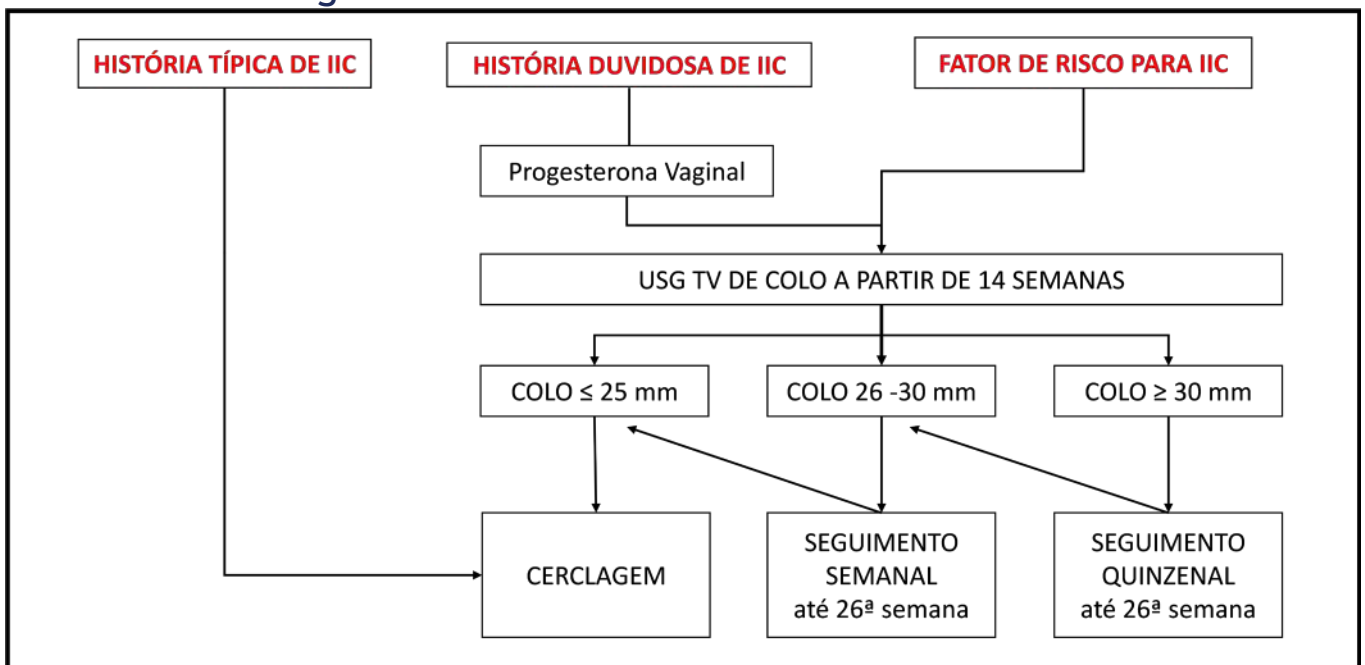 HISTÓRIA TÍPICA DE IIC
HISTÓRIA DUVIDOSA DE IIC
FATOR DE RISCO PARA IIC
Progesterona Vaginal
USG TV DE COLO A PARTIR DE 14 SEMANAS
COLO ≤ 25 mm
COLO 26 -30 mm
COLO ≥ 30 mm
CERCLAGEM
SEGUIMENTO
SEMANAL
até 26ª semana
SEGUIMENTO
QUINZENAL
até 26ª semana